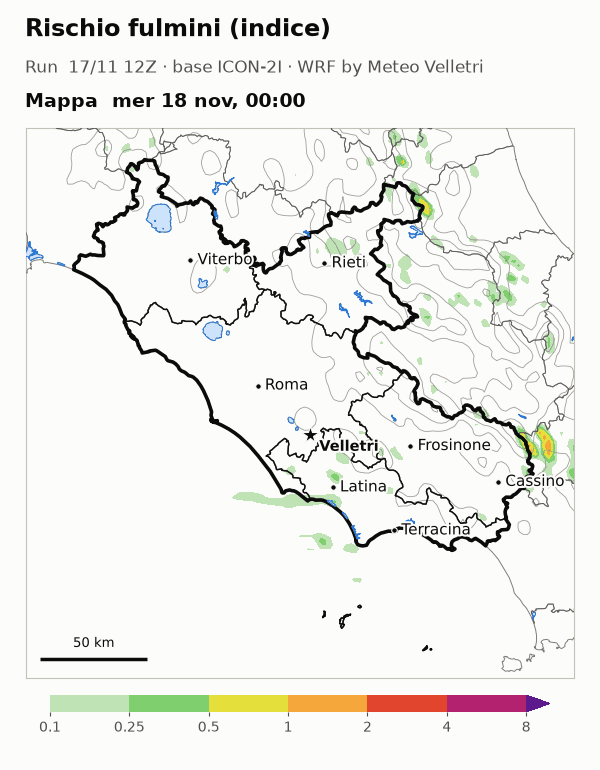 Rischio fulmini (indice)
Run  17/11 12Z · base ICON-2I · WRF by Meteo Velletri
Mappa  mer 18 nov, 00:00
Viterbo
Rieti
Roma
Velletri
Frosinone
Latina
Cassino
Terracina
50 km
0.1 0.25 0.5 1 2 4 8